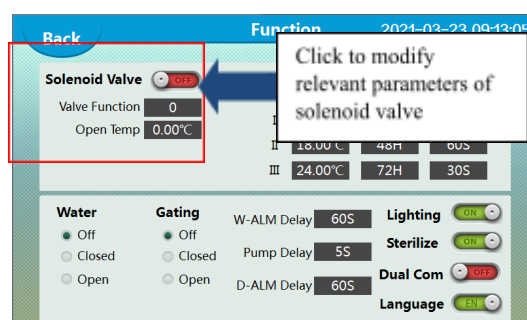 Back
Function
2021-03-23 09:13:05
Click to modify
relevant parameters of
solenoid valve
Solenoid Valve OFF
Valve Function 0
Open Temp 0.00℃
Ⅱ 18.00℃ 48H 60S
Ⅲ 24.00℃ 72H 30S
Water
Off
Closed
Open
Gating
Off
Closed
Open
W-ALM Delay 60S
Pump Delay 5S
D-ALM Delay 60S
Lighting ON
Sterilize ON
Dual Com OFF
Language EN